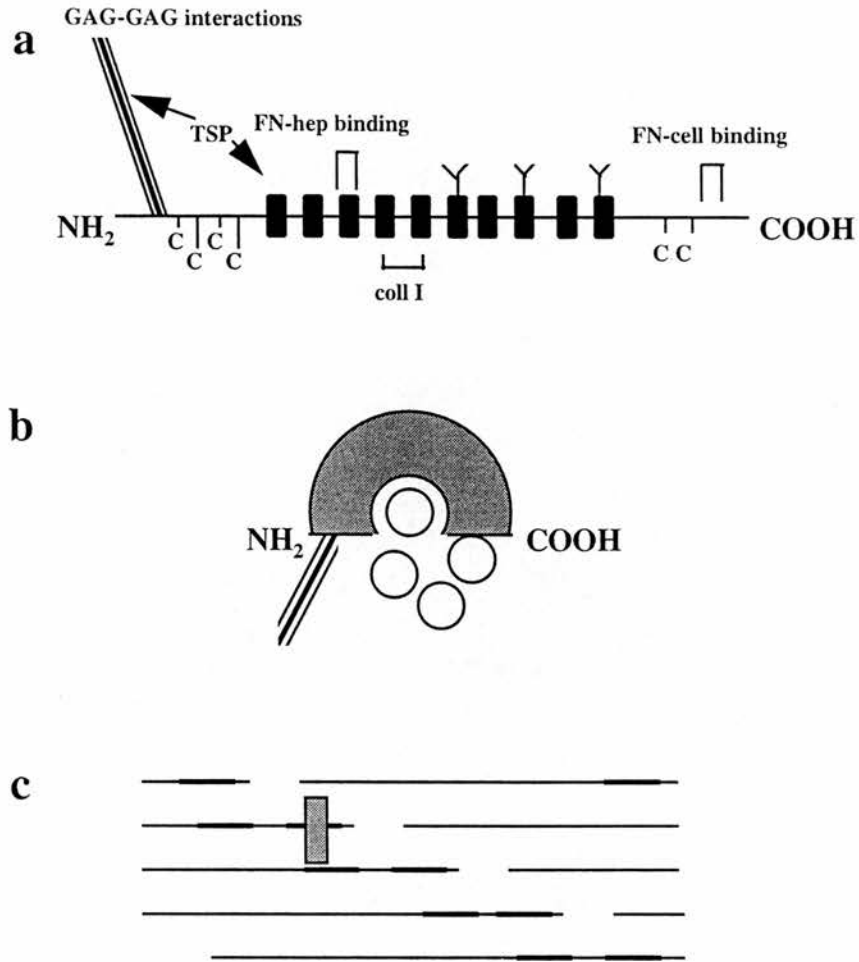 GAG-GAG interactions
a
TSP
FN-hep binding
FN-cell binding
NH₂
C
C
C
C
C C
COOH
coll I
b
NH₂
COOH
c